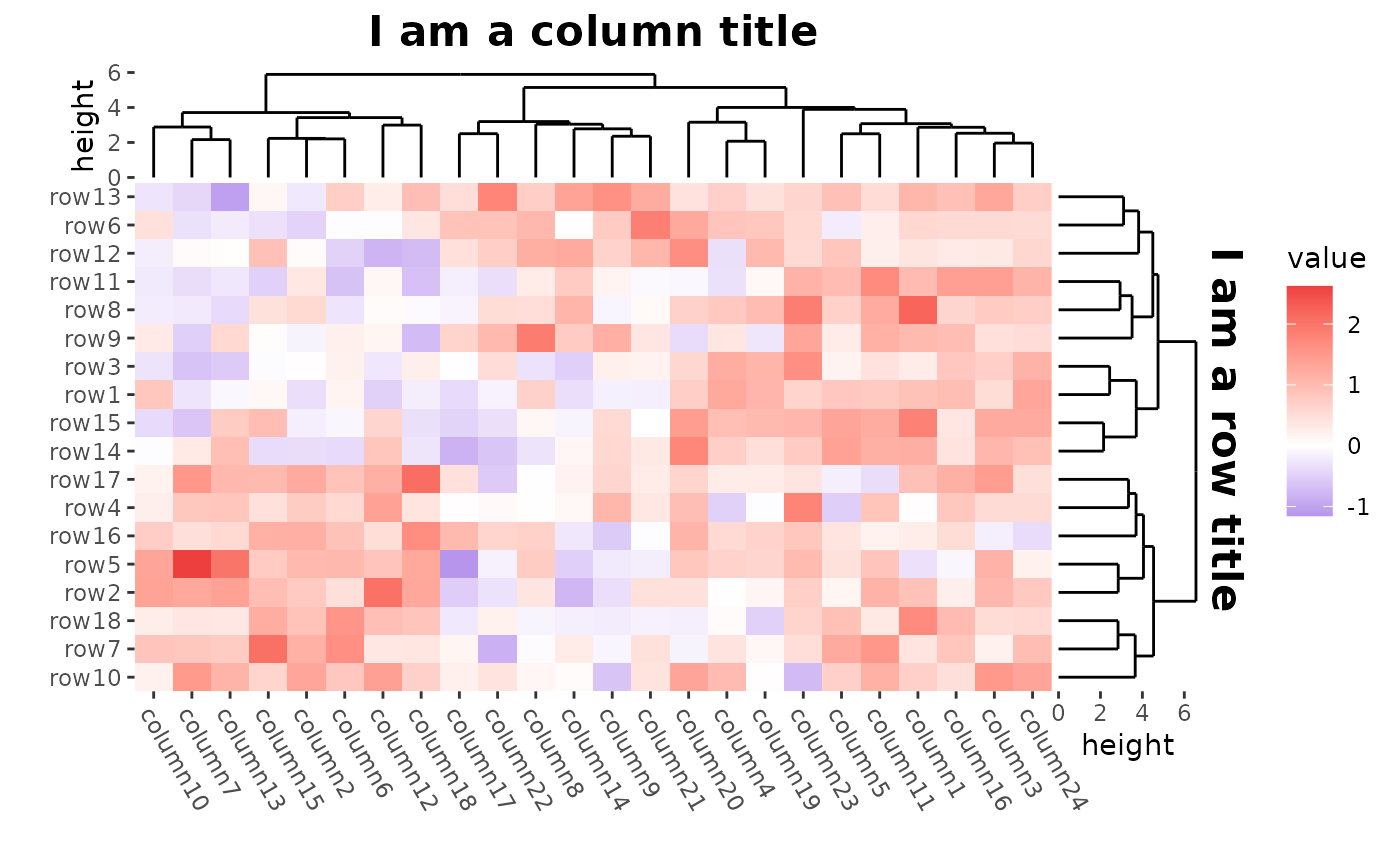 I am a column title
height
6
4
2
0
row13
row6
row12
row11
row8
row9
row3
row1
row15
row14
row17
row4
row16
row5
row2
row18
row7
row10
column10
column7
column13
column15
column2
column6
column12
column18
column17
column22
column8
column14
column9
column21
column20
column4
column19
column23
column5
column11
column1
column16
column3
column24
0 2 4 6
height
I am a row title
value
2
1
0
-1